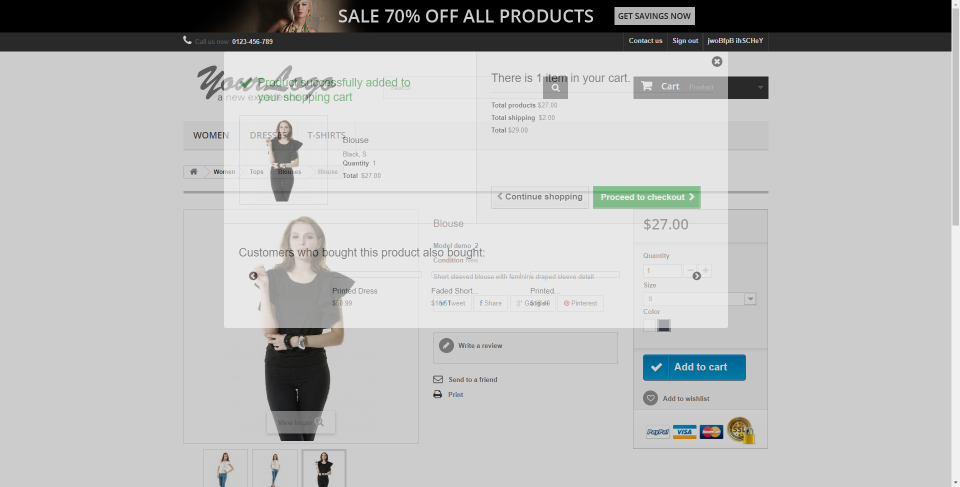 SALE 70% OFF ALL PRODUCTS
GET SAVINGS NOW
Call us now: 0123-456-789
Contact us
Sign out
jwoBfpB ihSCHeY
Your Logo
a new experience
Product successfully added to
your shopping cart
There is 1 item in your cart.
Cart
Product
Total products $27.00
Total shipping $2.00
Total $29.00
WOMEN
DRESSES
T-SHIRTS
Blouse
Black, S
Quantity 1
Total $27.00
Women
Tops
Blouses
Blouse
Continue shopping
Proceed to checkout
Blouse
$27.00
Model demo_2
Customers who bought this product also bought:
Condition New
Short sleeved blouse with feminine draped sleeve detail.
Quantity
1
Size
S
Color
Printed Dress
Faded Short...
Printed...
$50.99
Tweet
Share
Pinterest
Write a review
Add to cart
Send to a friend
Print
Add to wishlist
View larger
PayPal
VISA
MasterCard